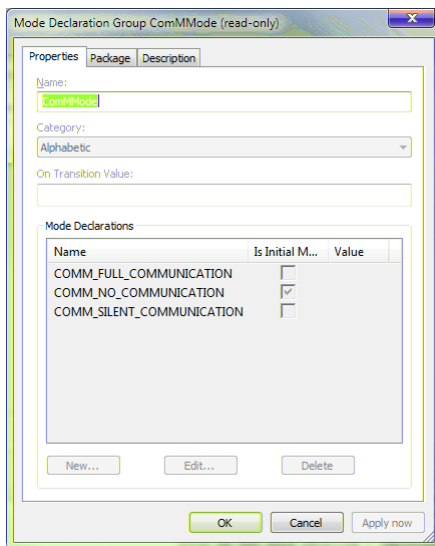 Mode Declaration Group ComMMode (read-only)
Properties Package Description
Name:
ComMMode
Category:
Alphabetic
On Transition Value:
Mode Declarations
Name Is Initial M... Value
COMM_FULL_COMMUNICATION
COMM_NO_COMMUNICATION
COMM_SILENT_COMMUNICATION
New... Edit... Delete
OK Cancel Apply now